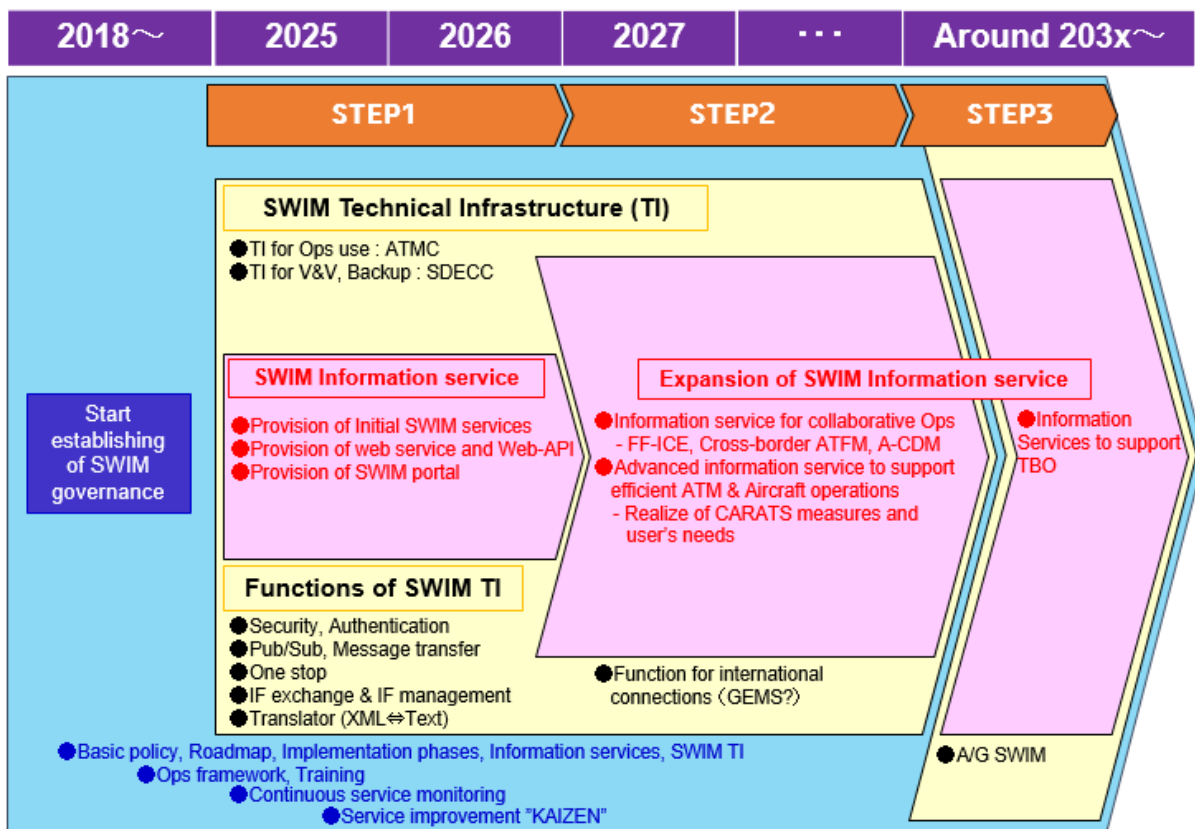 2018～
2025
2026
2027
···
Around 203x～
STEP1
STEP2
STEP3
SWIM Technical Infrastructure (TI)
●TI for Ops use : ATMC
●TI for V&V, Backup : SDECC
Start
establishing
of SWIM
governance
SWIM Information service
●Provision of Initial SWIM services
●Provision of web service and Web-API
●Provision of SWIM portal
Expansion of SWIM Information service
●Information service for collaborative Ops
- FF-ICE, Cross-border ATFM, A-CDM
●Advanced information service to support
efficient ATM & Aircraft operations
- Realize of CARATS measures and
user's needs
●Information
Services to support
TBO
Functions of SWIM TI
●Security, Authentication
●Pub/Sub, Message transfer
●One stop
●IF exchange & IF management
●Translator (XML⇔Text)
●Function for international
connections（GEMS?）
●A/G SWIM
●Basic policy, Roadmap, Implementation phases, Information services, SWIM TI
●Ops framework, Training
●Continuous service monitoring
●Service improvement ”KAIZEN”